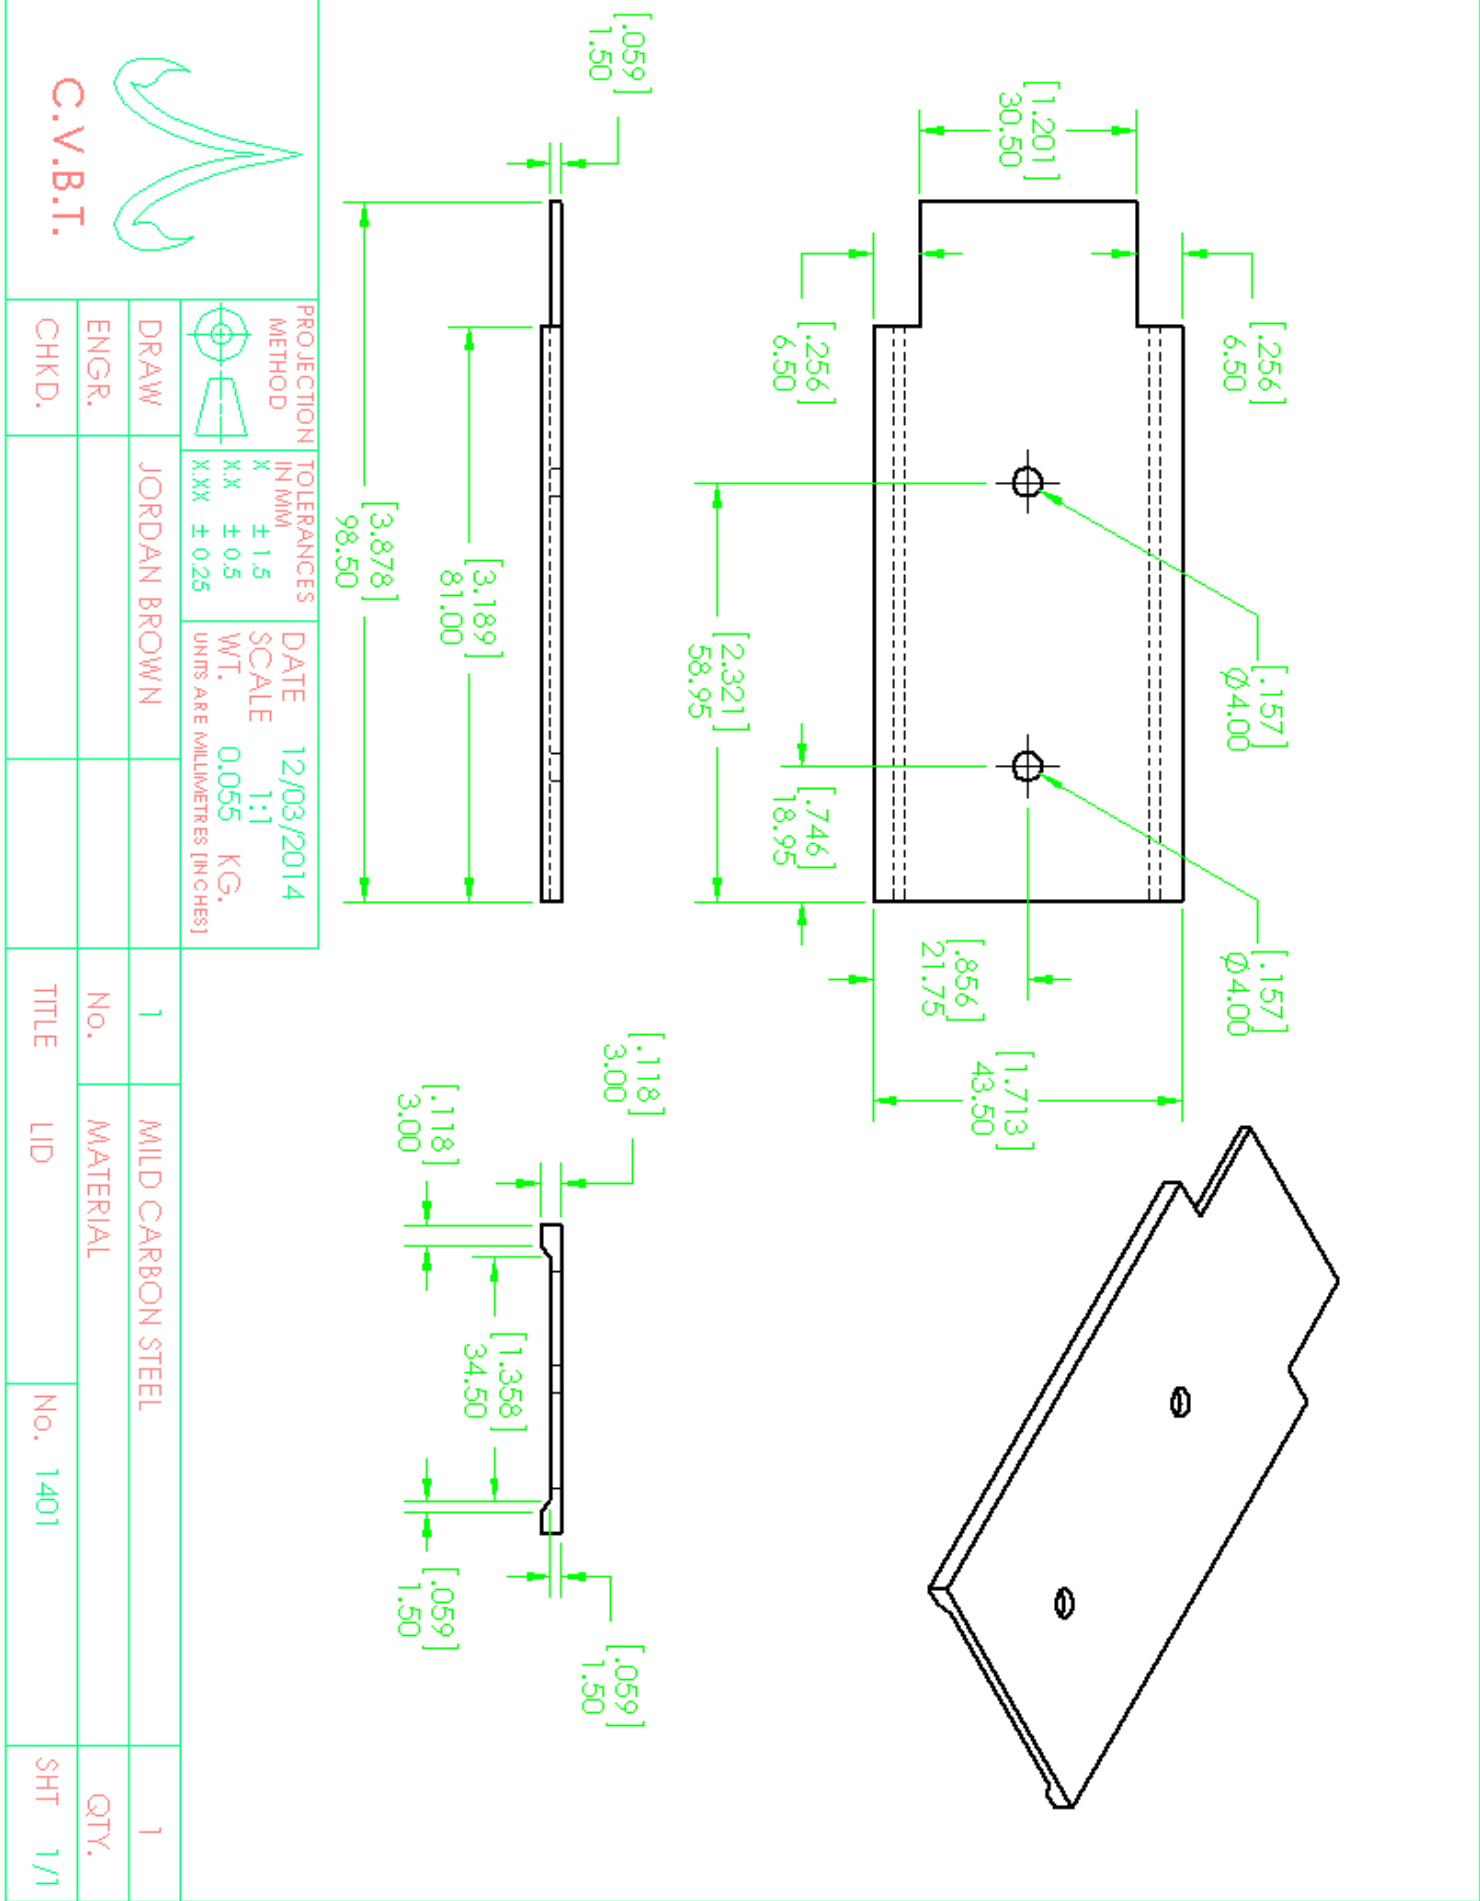 [.256]
6.50
[.157]
Ø4.00
[.157]
Ø4.00
[1.201]
30.50
[.256]
6.50
[.746]
18.95
[2.321]
58.95
[.856]
21.75
[1.713]
43.50
[.059]
1.50
[3.189]
81.00
[3.878]
98.50
[.118]
3.00
[.118]
3.00
[1.358]
34.50
[.059]
1.50
[.059]
1.50
C.V.B.T.
PROJECTION
METHOD
TOLERANCES
IN MM
X ± 1.5
X.X ± 0.5
X.XX ± 0.25
DATE 12/03/2014
SCALE 1:1
WT. 0.055 KG.
UNITS ARE MILLIMETRES [INCHES]
DRAW JORDAN BROWN
ENGR.
CHKD.
1 MILD CARBON STEEL 1
No. MATERIAL QTY.
TITLE LID No. 1401 SHT 1/1